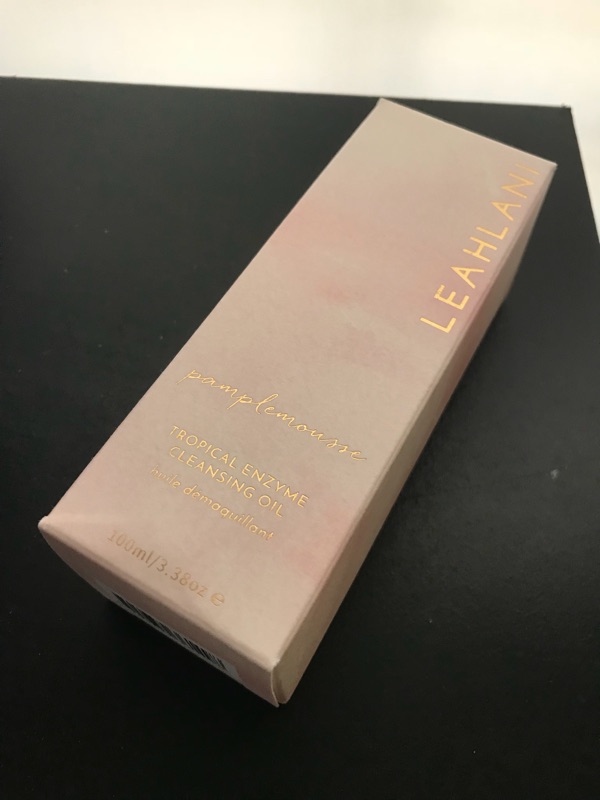 LEAHLANI
pamplemousse
TROPICAL ENZYME
CLEANSING OIL
huile démaquillant
100ml/3.38oz ℮